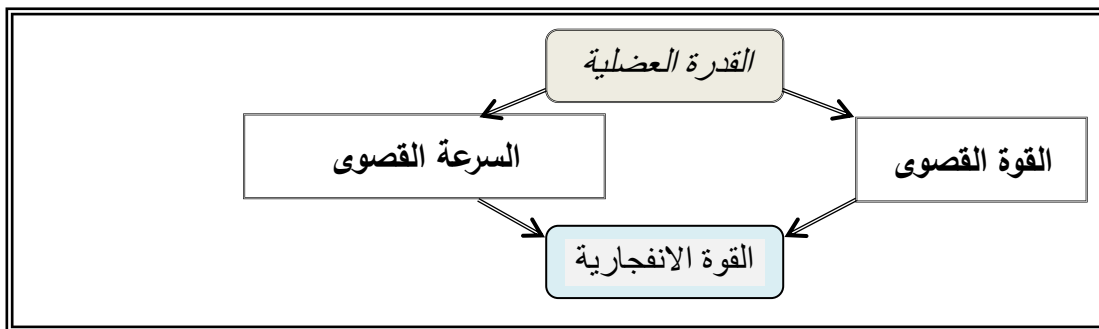 القدرة العضلية
القوة القصوى
السرعة القصوى
القوة الانفجارية